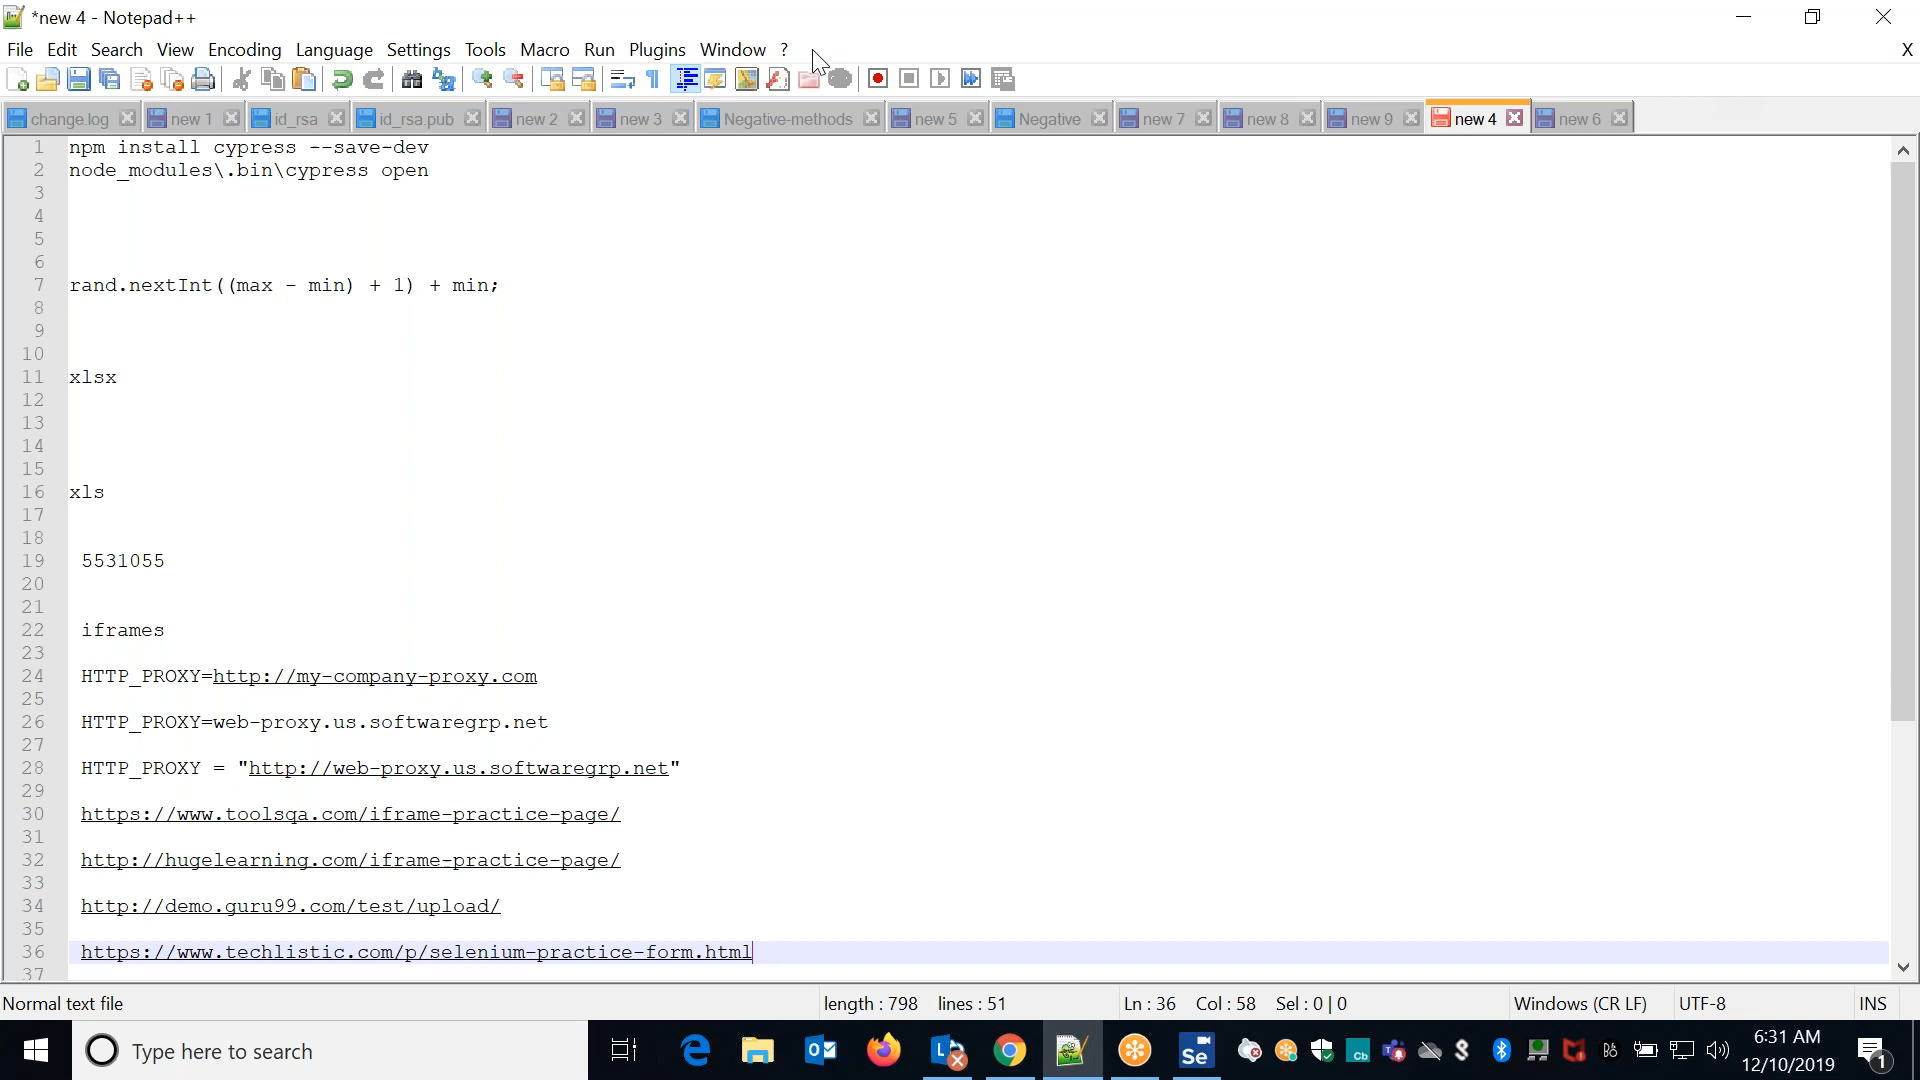 *new 4 - Notepad++
File Edit Search View Encoding Language Settings Tools Macro Run Plugins Window ? X
change.log new 1 id_rsa id_rsa.pub new 2 new 3 Negative-methods new 5 Negative new 7 new 8 new 9 new 4 new 6
1 npm install cypress --save-dev
2 node_modules\.bin\cypress open
3
4
5
6
7 rand.nextInt((max - min) + 1) + min;
8
9
10
11 xlsx
12
13
14
15
16 xls
17
18
19 5531055
20
21
22 iframes
23
24 HTTP_PROXY=http://my-company-proxy.com
25
26 HTTP_PROXY=web-proxy.us.softwaregrp.net
27
28 HTTP_PROXY = "http://web-proxy.us.softwaregrp.net"
29
30 https://www.toolsqa.com/iframe-practice-page/
31
32 http://hugelearning.com/iframe-practice-page/
33
34 http://demo.guru99.com/test/upload/
35
36 https://www.techlistic.com/p/selenium-practice-form.html
37
Normal text file length : 798 lines : 51 Ln : 36 Col : 58 Sel : 0 | 0 Windows (CR LF) UTF-8 INS
Type here to search Se Cb 6:31 AM
12/10/2019 1